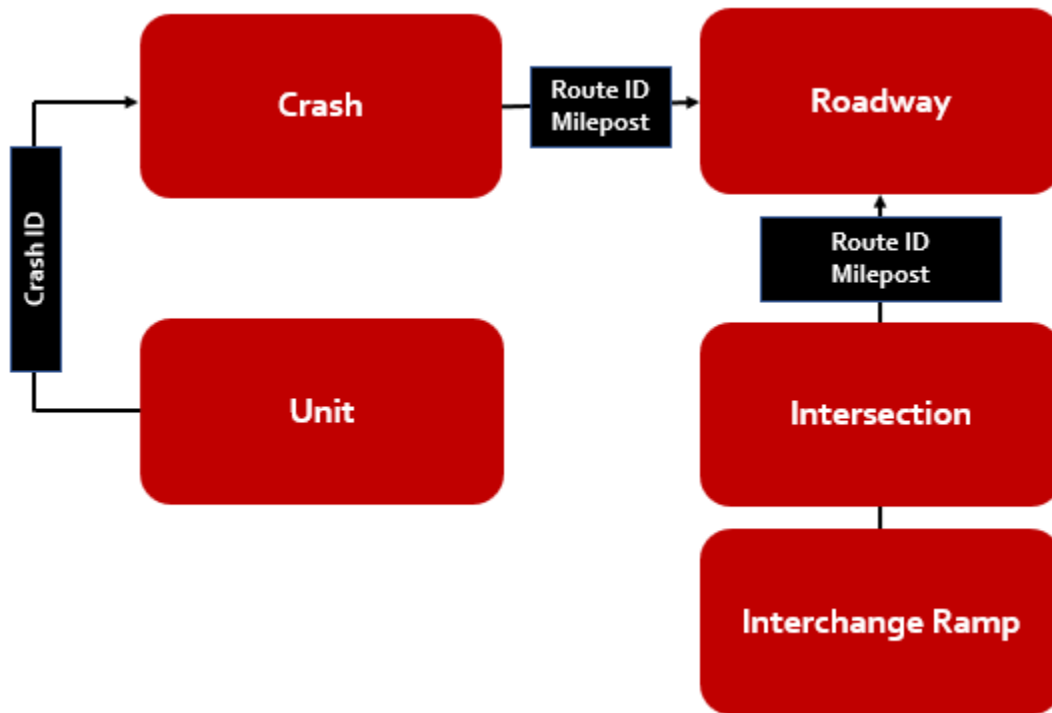 Crash
Route ID
Milepost
Roadway
Crash ID
Route ID
Milepost
Unit
Intersection
Interchange Ramp